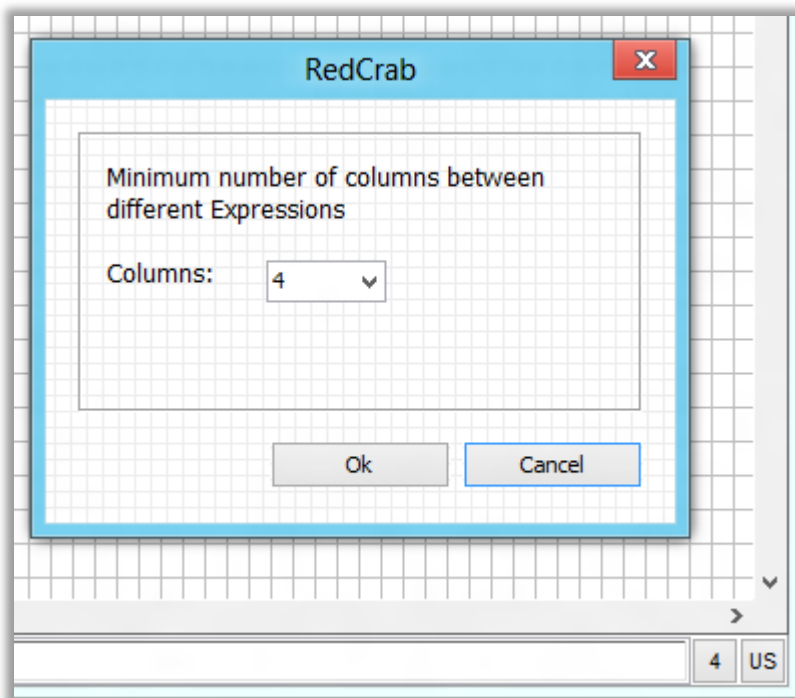 RedCrab
x
Minimum number of columns between
different Expressions
Columns: 4
Ok Cancel
4 US